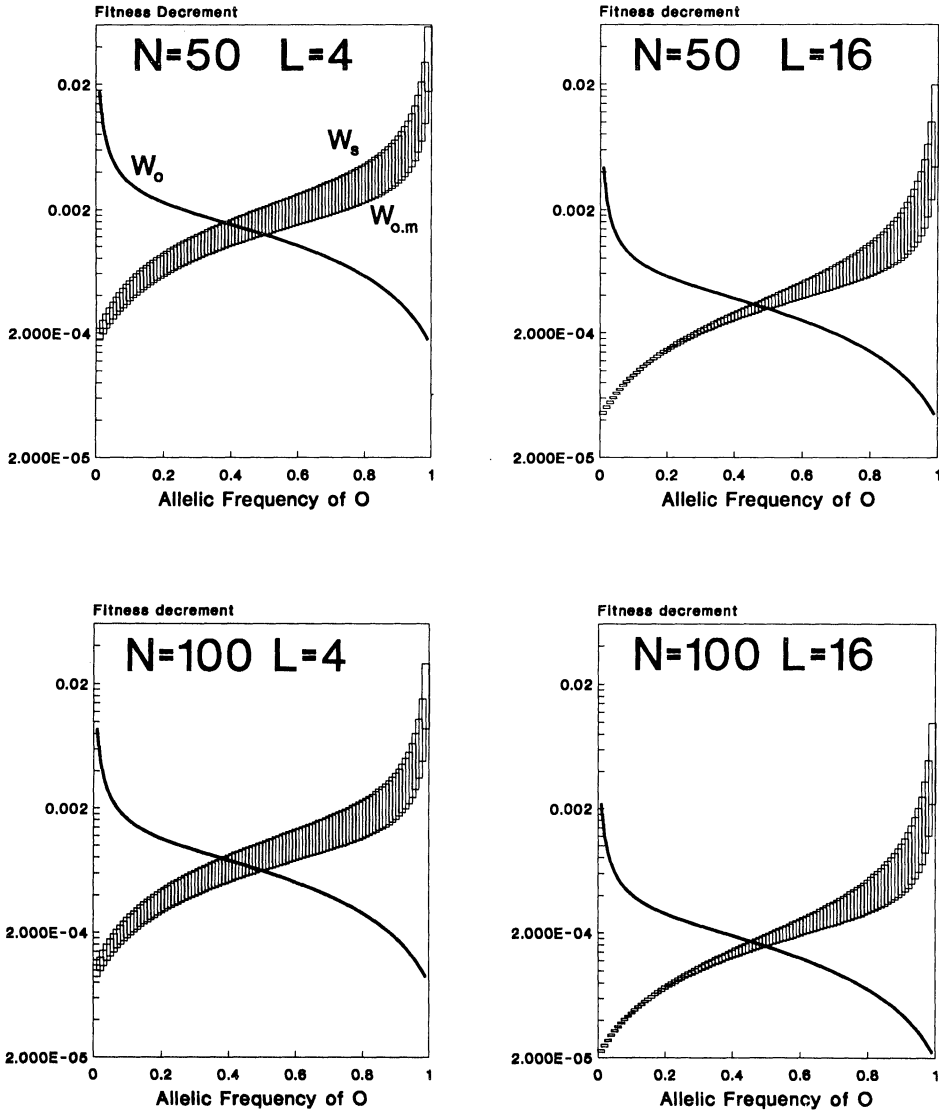 Fitness Decrement
N=50 L=4
0.02
0.002
2.000E-04
2.000E-05
Wo
Ws
Wo.m
0 0.2 0.4 0.6 0.8 1
Allelic Frequency of O
Fitness decrement
N=50 L=16
0.02
0.002
2.000E-04
2.000E-05
0 0.2 0.4 0.6 0.8 1
Allelic Frequency of O
Fitness decrement
N=100 L=4
0.02
0.002
2.000E-04
2.000E-05
0 0.2 0.4 0.6 0.8 1
Allelic Frequency of O
Fitness decrement
N=100 L=16
0.02
0.002
2.000E-04
2.000E-05
0 0.2 0.4 0.6 0.8 1
Allelic Frequency of O